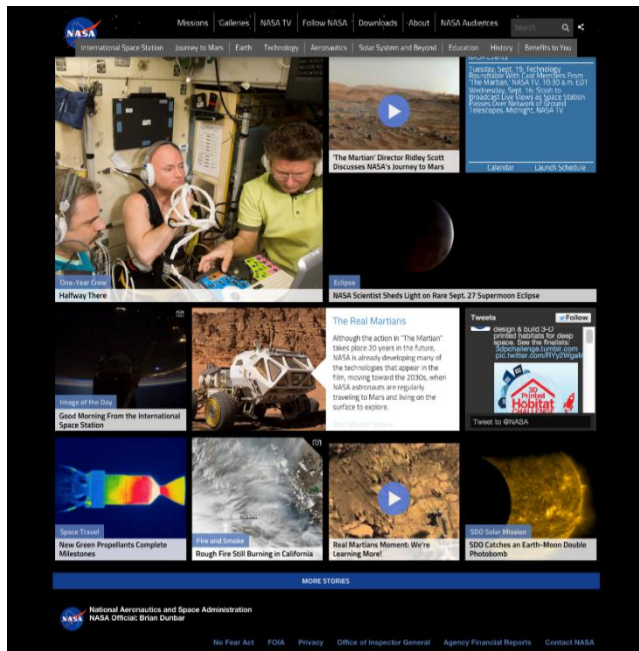 NASA
Missions Galleries NASA TV Follow NASA Downloads About NASA Audiences Search
International Space Station Journey to Mars Earth Technology Aeronautics Solar System and Beyond Education History Benefits to You
Tuesday, Sept. 15: Technology
Roundtable With Cast Members From
'The Martian,' NASA TV, 10:30 a.m. EDT
Wednesday, Sept. 16: Slooh to
Broadcast Live Views as Space Station
Passes Over Network of Ground
Telescopes, Midnight, NASA TV
Calendar Launch Schedule
'The Martian' Director Ridley Scott
Discusses NASA's Journey to Mars
One-Year Crew
Halfway There
Eclipse
NASA Scientist Sheds Light on Rare Sept. 27 Supermoon Eclipse
Image of the Day
Good Morning From the International
Space Station
The Real Martians
Although the action in "The Martian"
takes place 20 years in the future,
NASA is already developing many of
the technologies that appear in the
film, moving toward the 2030s, when
NASA astronauts are regularly
traveling to Mars and living on the
surface to explore.
Tweets Follow
design & build 3-D
printed habitats for deep
space. See the finalists:
3dpchallenge.tumblr.com
pic.twitter.com/RYy2WgaM
3D
Printed
Habitat
Tweet to @NASA
Space Travel
New Green Propellants Complete
Milestones
Fire and Smoke
Rough Fire Still Burning in California
Real Martians Moment: We're
Learning More!
SDO Solar Mission
SDO Catches an Earth-Moon Double
Photobomb
MORE STORIES
NASA
National Aeronautics and Space Administration
NASA Official: Brian Dunbar
No Fear Act FOIA Privacy Office of Inspector General Agency Financial Reports Contact NASA